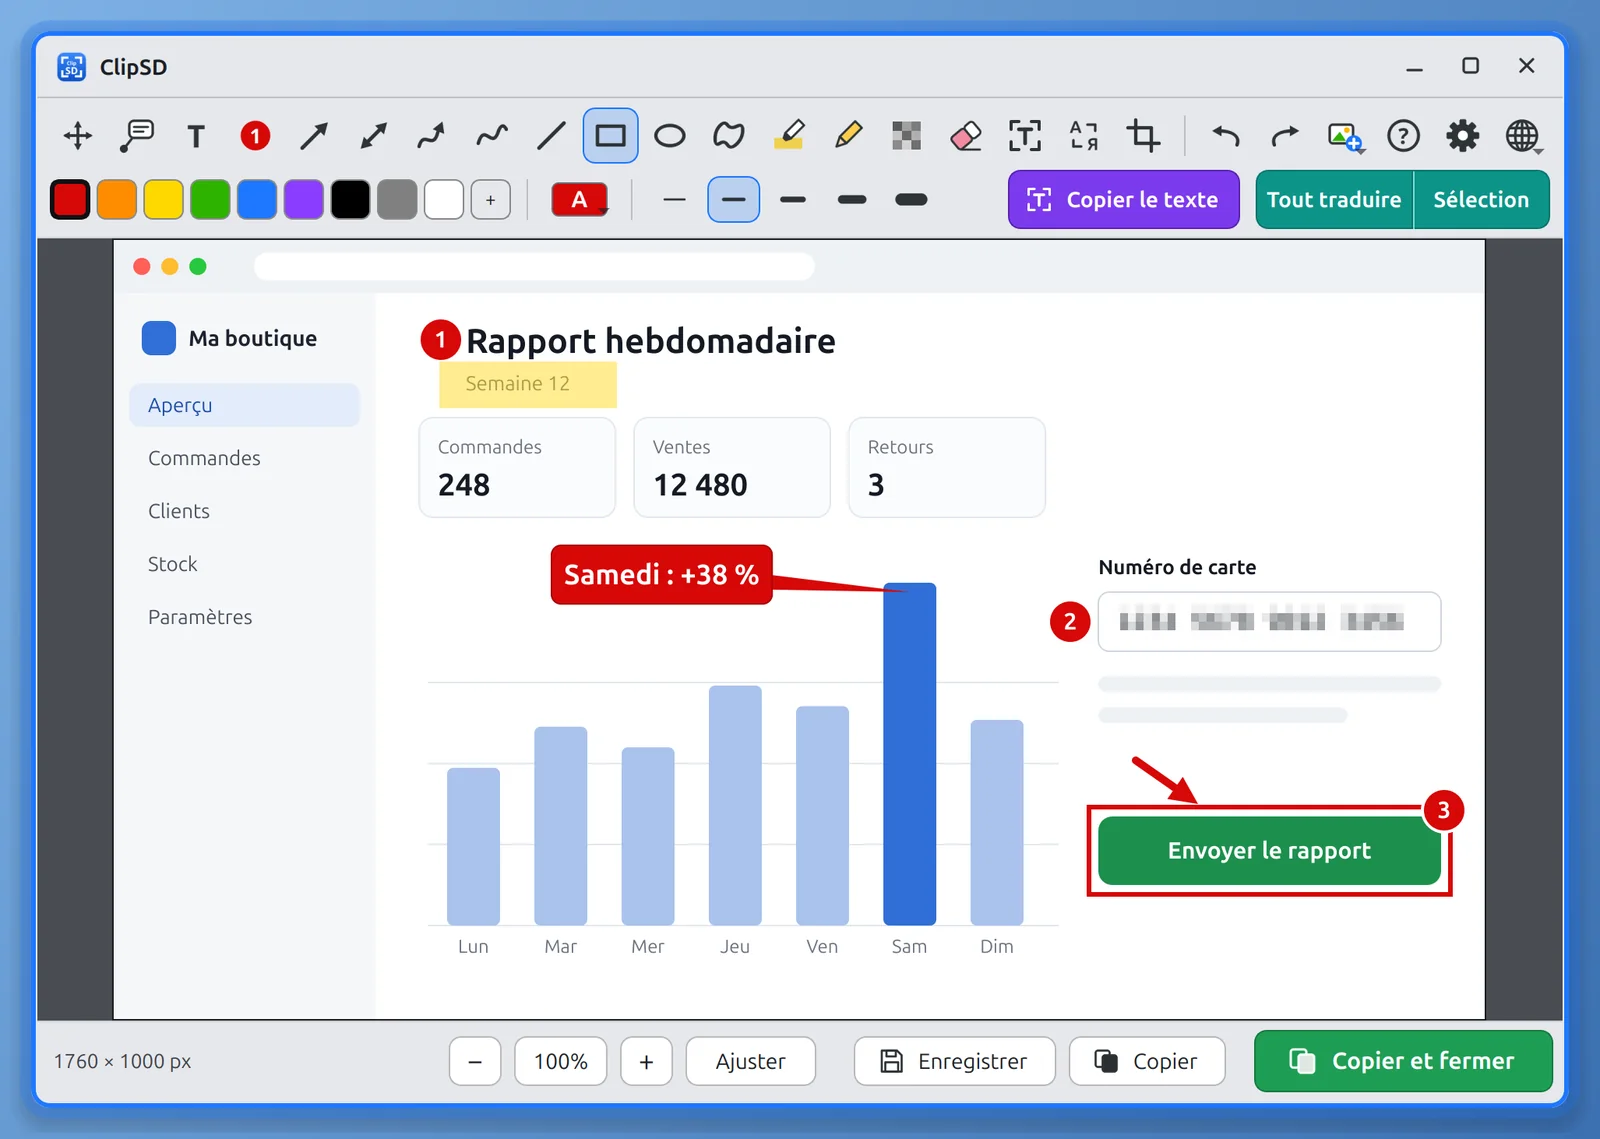 ClipSD
T
1
T
A
A
Я
?
+
A
T Copier le texte
Tout traduire
Sélection
Ma boutique
Aperçu
Commandes
Clients
Stock
Paramètres
1 Rapport hebdomadaire
Semaine 12
Commandes
248
Ventes
12 480
Retours
3
Samedi : +38 %
Lun Mar Mer Jeu Ven Sam Dim
Numéro de carte
2
3
Envoyer le rapport
1760 × 1000 px
−
100%
+
Ajuster
Enregistrer
Copier
Copier et fermer